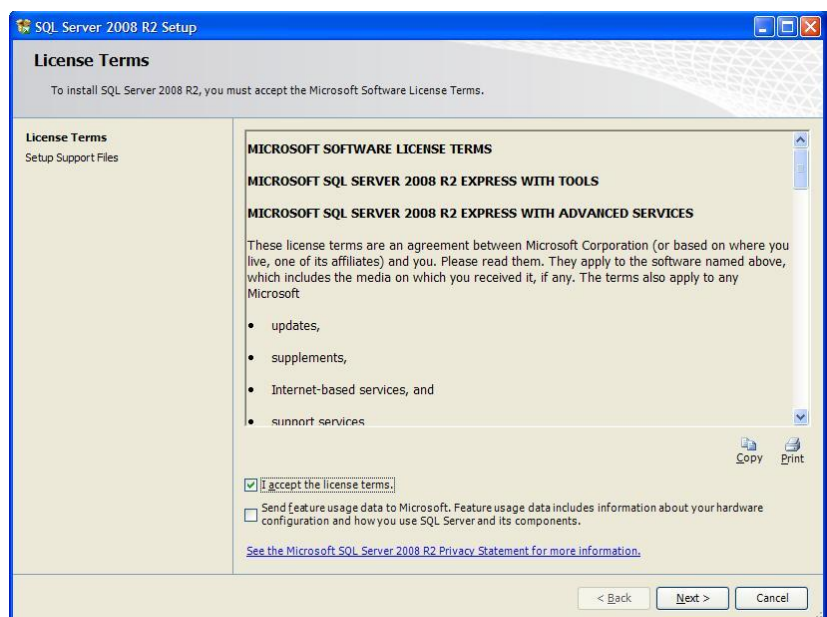 SQL Server 2008 R2 Setup
License Terms
To install SQL Server 2008 R2, you must accept the Microsoft Software License Terms.
License Terms
Setup Support Files
MICROSOFT SOFTWARE LICENSE TERMS
MICROSOFT SQL SERVER 2008 R2 EXPRESS WITH TOOLS
MICROSOFT SQL SERVER 2008 R2 EXPRESS WITH ADVANCED SERVICES
These license terms are an agreement between Microsoft Corporation (or based on where you
live, one of its affiliates) and you. Please read them. They apply to the software named above,
which includes the media on which you received it, if any. The terms also apply to any
Microsoft
• updates,
• supplements,
• Internet-based services, and
• support services
Copy Print
I accept the license terms.
Send feature usage data to Microsoft. Feature usage data includes information about your hardware
configuration and how you use SQL Server and its components.
See the Microsoft SQL Server 2008 R2 Privacy Statement for more information.
< Back Next > Cancel